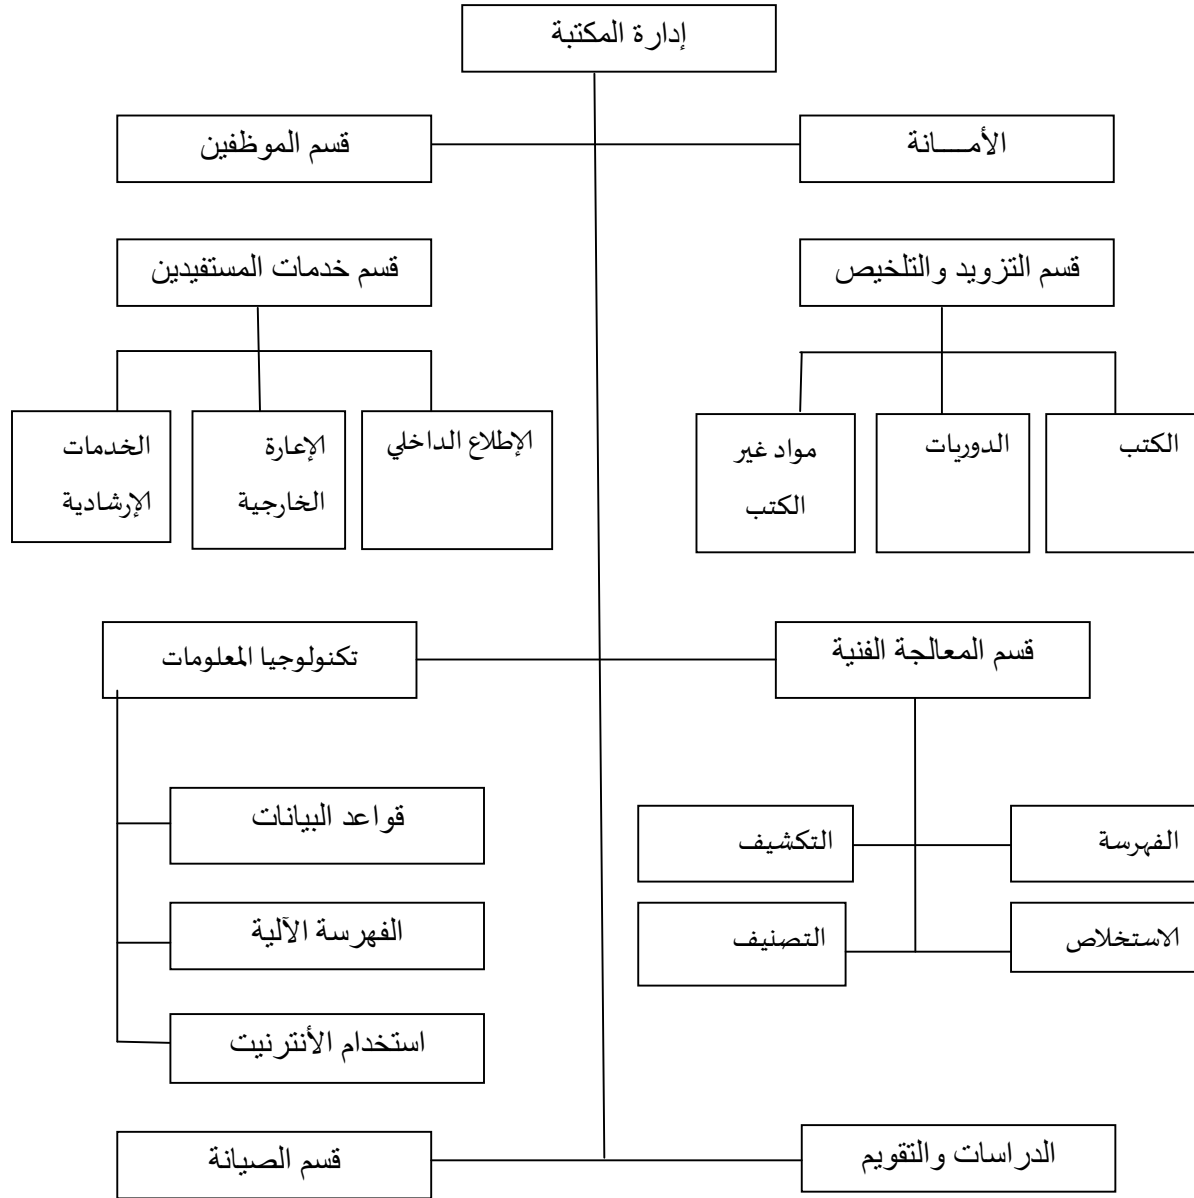 إدارة المكتبة
الأمــــانة
قسم الموظفين
قسم التزويد والتلخيص
قسم خدمات المستفيدين
الكتب
الدوريات
مواد غير
الكتب
الإطلاع الداخلي
الإعارة
الخارجية
الخدمات
الإرشادية
قسم المعالجة الفنية
تكنولوجيا المعلومات
الفهرسة
التكشيف
الاستخلاص
التصنيف
قواعد البيانات
الفهرسة الآلية
استخدام الأنترنيت
الدراسات والتقويم
قسم الصيانة